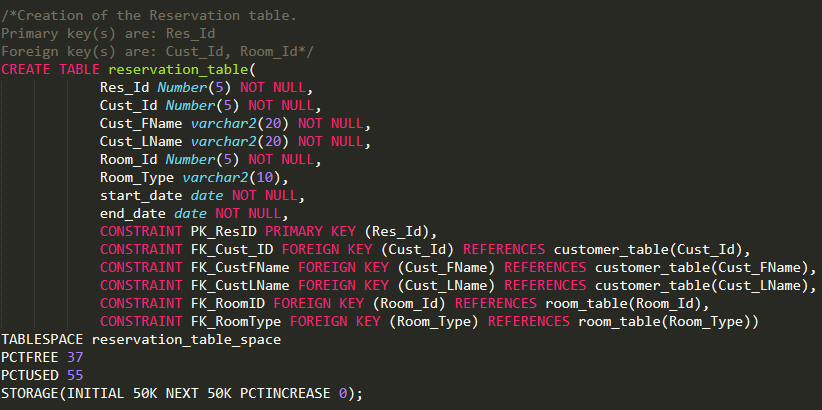 /*Creation of the Reservation table.
Primary key(s) are: Res_Id
Foreign key(s) are: Cust_Id, Room_Id*/
CREATE TABLE reservation_table(
Res_Id Number(5) NOT NULL,
Cust_Id Number(5) NOT NULL,
Cust_FName varchar2(20) NOT NULL,
Cust_LName varchar2(20) NOT NULL,
Room_Id Number(5) NOT NULL,
Room_Type varchar2(10),
start_date date NOT NULL,
end_date date NOT NULL,
CONSTRAINT PK_ResID PRIMARY KEY (Res_Id),
CONSTRAINT FK_Cust_ID FOREIGN KEY (Cust_Id) REFERENCES customer_table(Cust_Id),
CONSTRAINT FK_CustFName FOREIGN KEY (Cust_FName) REFERENCES customer_table(Cust_FName),
CONSTRAINT FK_CustLName FOREIGN KEY (Cust_LName) REFERENCES customer_table(Cust_LName),
CONSTRAINT FK_RoomID FOREIGN KEY (Room_Id) REFERENCES room_table(Room_Id),
CONSTRAINT FK_RoomType FOREIGN KEY (Room_Type) REFERENCES room_table(Room_Type))
TABLESPACE reservation_table_space
PCTFREE 37
PCTUSED 55
STORAGE(INITIAL 50K NEXT 50K PCTINCREASE 0);